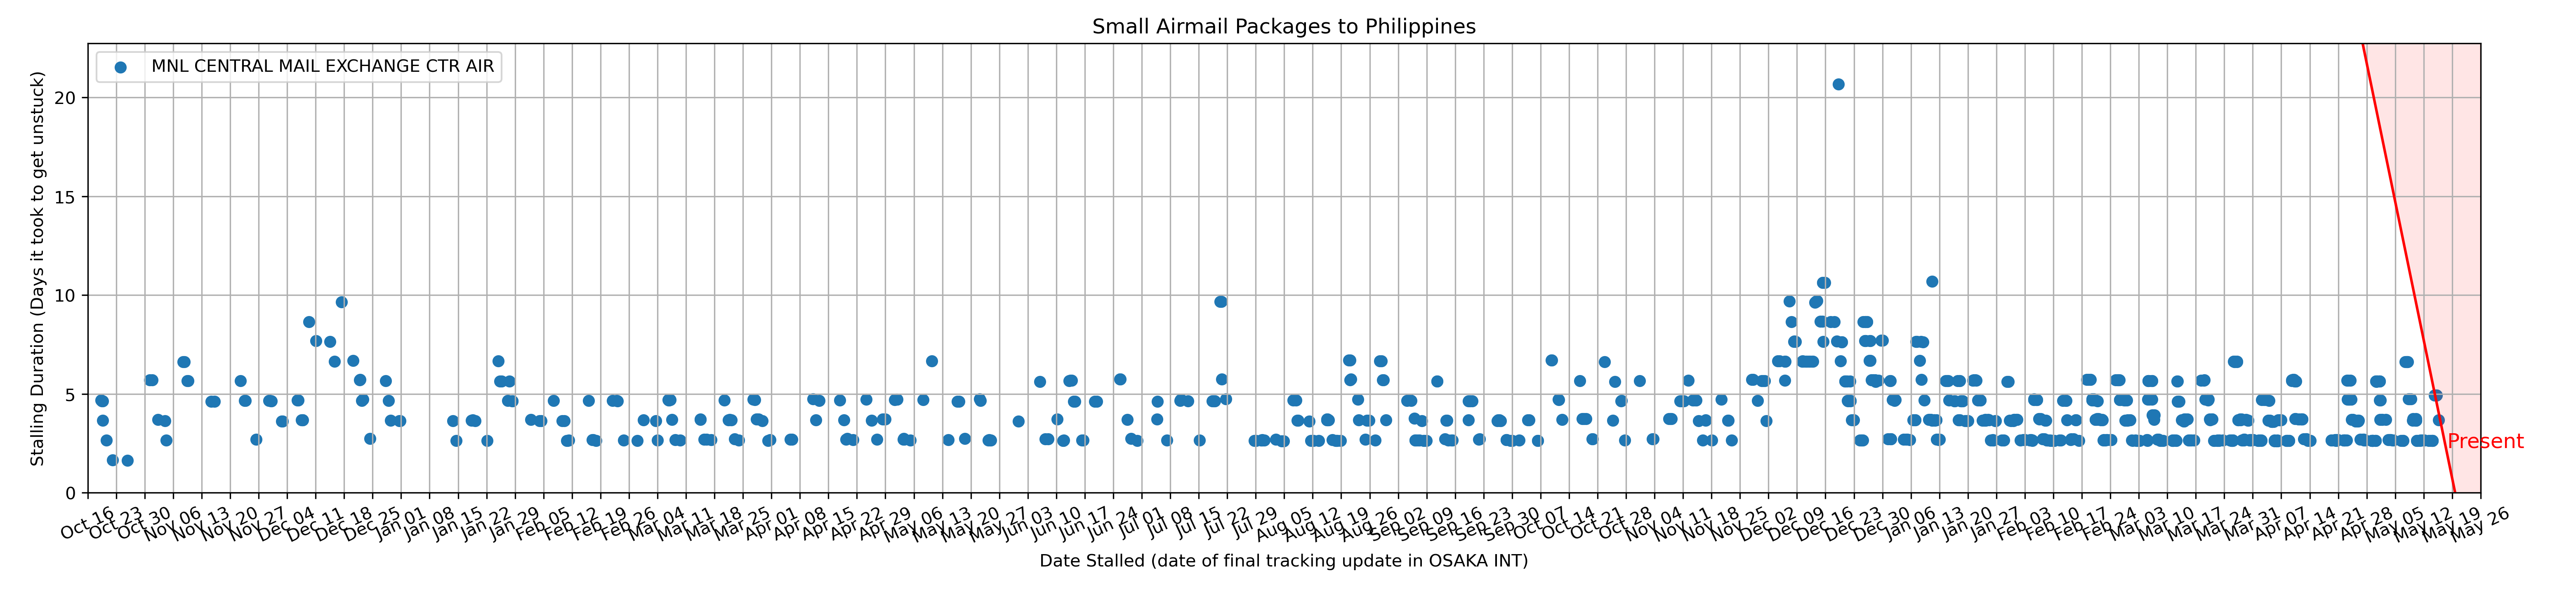 Small Airmail Packages to Philippines
MNL CENTRAL MAIL EXCHANGE CTR AIR
Stalling Duration (Days it took to get unstuck)
20
15
10
5
0
Present
Oct 16
Oct 23
Oct 30
Nov 06
Nov 13
Nov 20
Nov 27
Dec 04
Dec 11
Dec 18
Dec 25
Jan 01
Jan 08
Jan 15
Jan 22
Jan 29
Feb 05
Feb 12
Feb 19
Feb 26
Mar 04
Mar 11
Mar 18
Mar 25
Apr 01
Apr 08
Apr 15
Apr 22
Apr 29
May 06
May 13
May 20
May 27
Jun 03
Jun 10
Jun 17
Jun 24
Jul 01
Jul 08
Jul 15
Jul 22
Jul 29
Aug 05
Aug 12
Aug 19
Aug 26
Sep 02
Sep 09
Sep 16
Sep 23
Sep 30
Oct 07
Oct 14
Oct 21
Oct 28
Nov 04
Nov 11
Nov 18
Nov 25
Dec 02
Dec 09
Dec 16
Dec 23
Dec 30
Jan 06
Jan 13
Jan 20
Jan 27
Feb 03
Feb 10
Feb 17
Feb 24
Mar 03
Mar 10
Mar 17
Mar 24
Mar 31
Apr 07
Apr 14
Apr 21
Apr 28
May 05
May 12
May 19
May 26
Date Stalled (date of final tracking update in OSAKA INT)